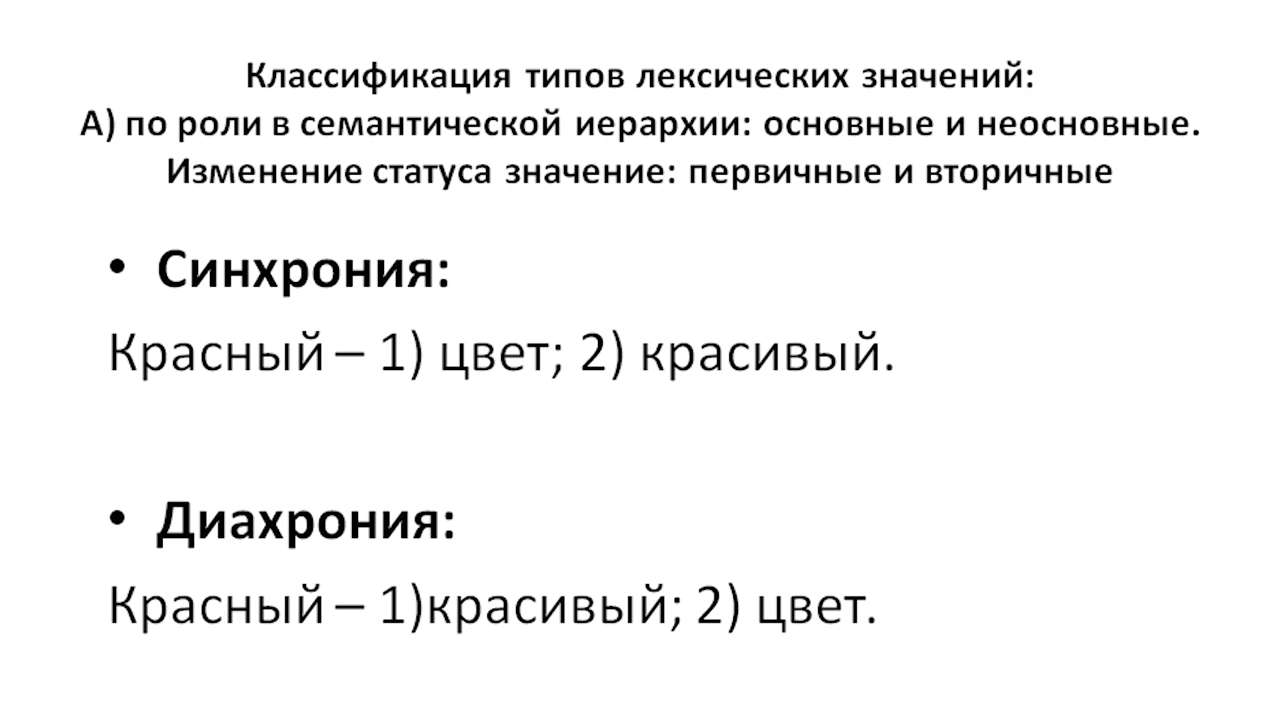 Классификация типов лексических значений:
А) по роли в семантической иерархии: основные и неосновные.
Изменение статуса значение: первичные и вторичные
• Синхрония:
Красный – 1) цвет; 2) красивый.
• Диахрония:
Красный – 1)красивый; 2) цвет.